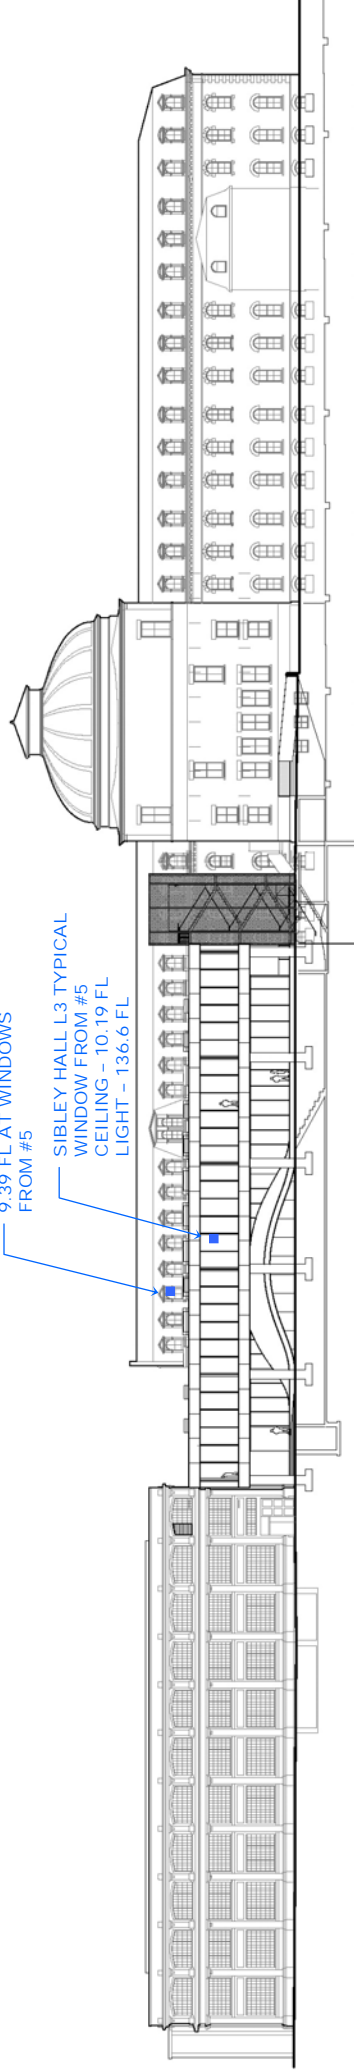 9.39 FL AT WINDOWS
FROM #5
SIBLEY HALL L3 TYPICAL
WINDOW FROM #5
CEILING – 10.19 FL
LIGHT – 136.6 FL